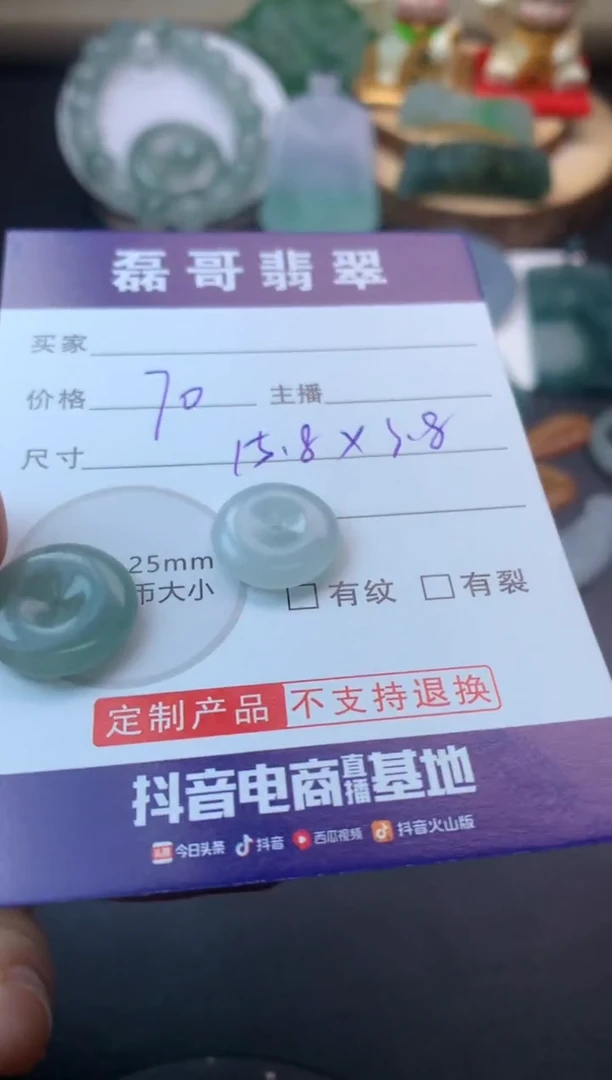 磊哥翡翠
买家
价格 70 主播
尺寸 15.8×5.8
25mm
币大小
有纹 有裂
定制产品 不支持退换
抖音电商直播基地
今日头条 抖音 西瓜视频 抖音火山版